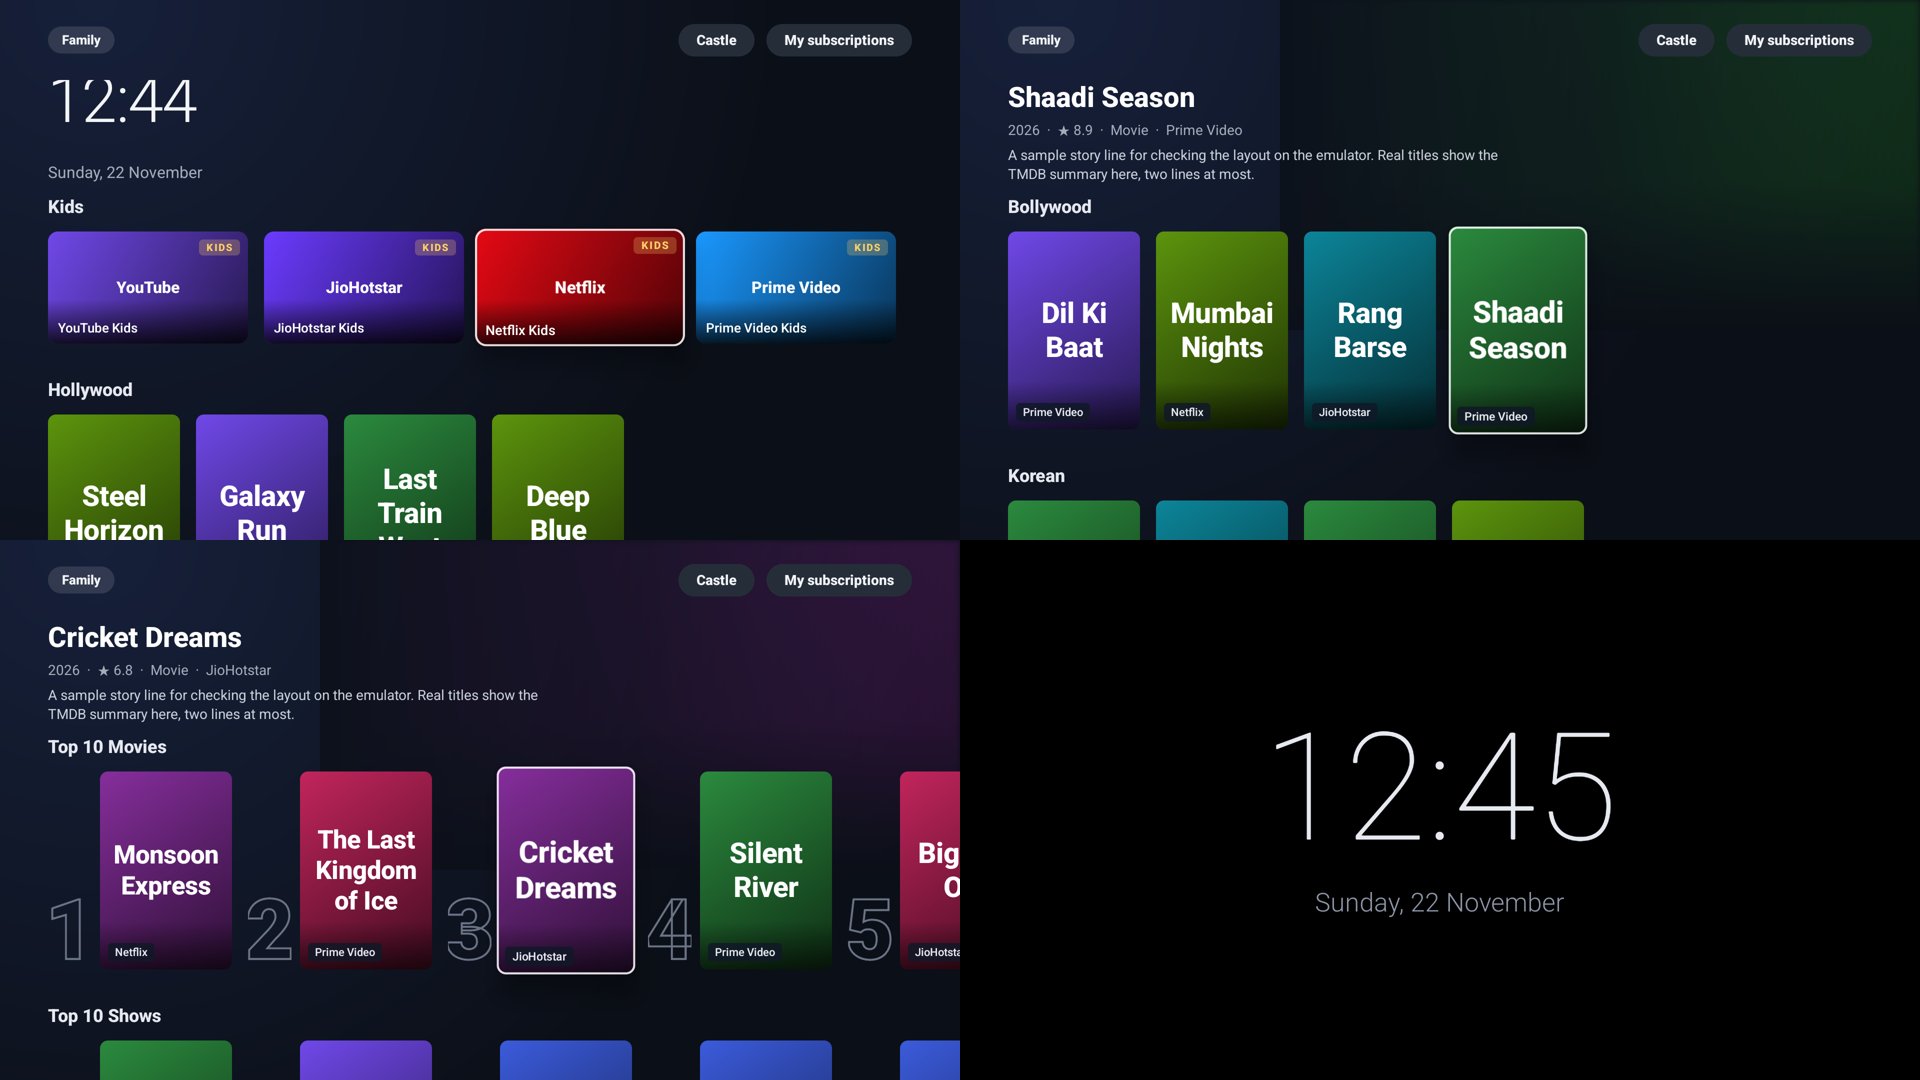 Family
Castle
My subscriptions
12:44
Sunday, 22 November
Kids
KIDS
YouTube
YouTube Kids
KIDS
JioHotstar
JioHotstar Kids
KIDS
Netflix
Netflix Kids
KIDS
Prime Video
Prime Video Kids
Hollywood
Steel
Horizon
Galaxy
Run
Last
Train
Deep
Blue
Family
Castle
My subscriptions
Shaadi Season
2026 · ★ 8.9 · Movie · Prime Video
A sample story line for checking the layout on the emulator. Real titles show the
TMDB summary here, two lines at most.
Bollywood
Dil Ki
Baat
Prime Video
Mumbai
Nights
Netflix
Rang
Barse
JioHotstar
Shaadi
Season
Prime Video
Korean
Family
Castle
My subscriptions
Cricket Dreams
2026 · ★ 6.8 · Movie · JioHotstar
A sample story line for checking the layout on the emulator. Real titles show the
TMDB summary here, two lines at most.
Top 10 Movies
1
Monsoon
Express
Netflix
2
The Last
Kingdom
of Ice
Prime Video
3
Cricket
Dreams
JioHotstar
4
Silent
River
Prime Video
5
Big
Top 10 Shows
12:45
Sunday, 22 November